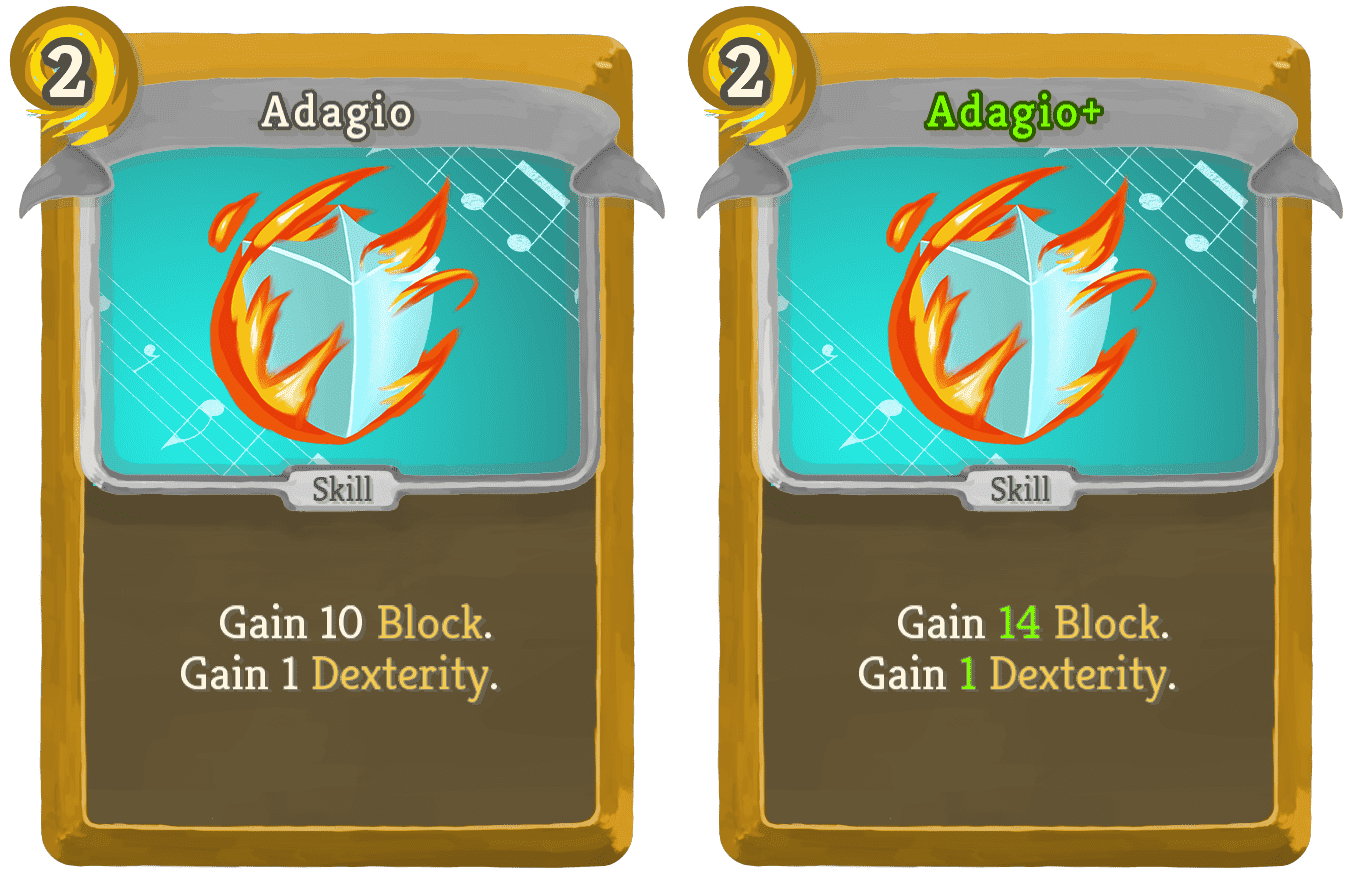 2
Adagio
Skill
Gain 10 Block.
Gain 1 Dexterity.
2
Adagio+
Skill
Gain 14 Block.
Gain 1 Dexterity.